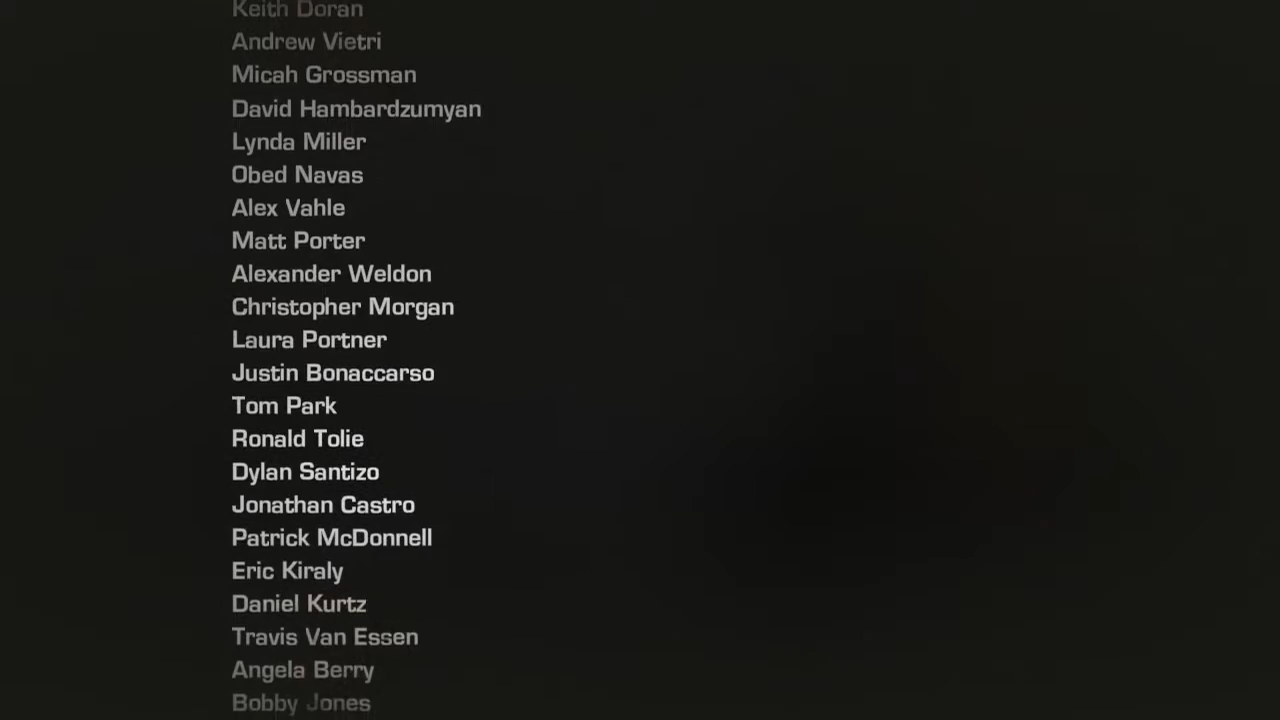 Keith Doran
Andrew Vietri
Micah Grossman
David Hambardzumyan
Lynda Miller
Obed Navas
Alex Vahle
Matt Porter
Alexander Weldon
Christopher Morgan
Laura Portner
Justin Bonaccarso
Tom Park
Ronald Tolie
Dylan Santizo
Jonathan Castro
Patrick McDonnell
Eric Kiraly
Daniel Kurtz
Travis Van Essen
Angela Berry
Bobby Jones